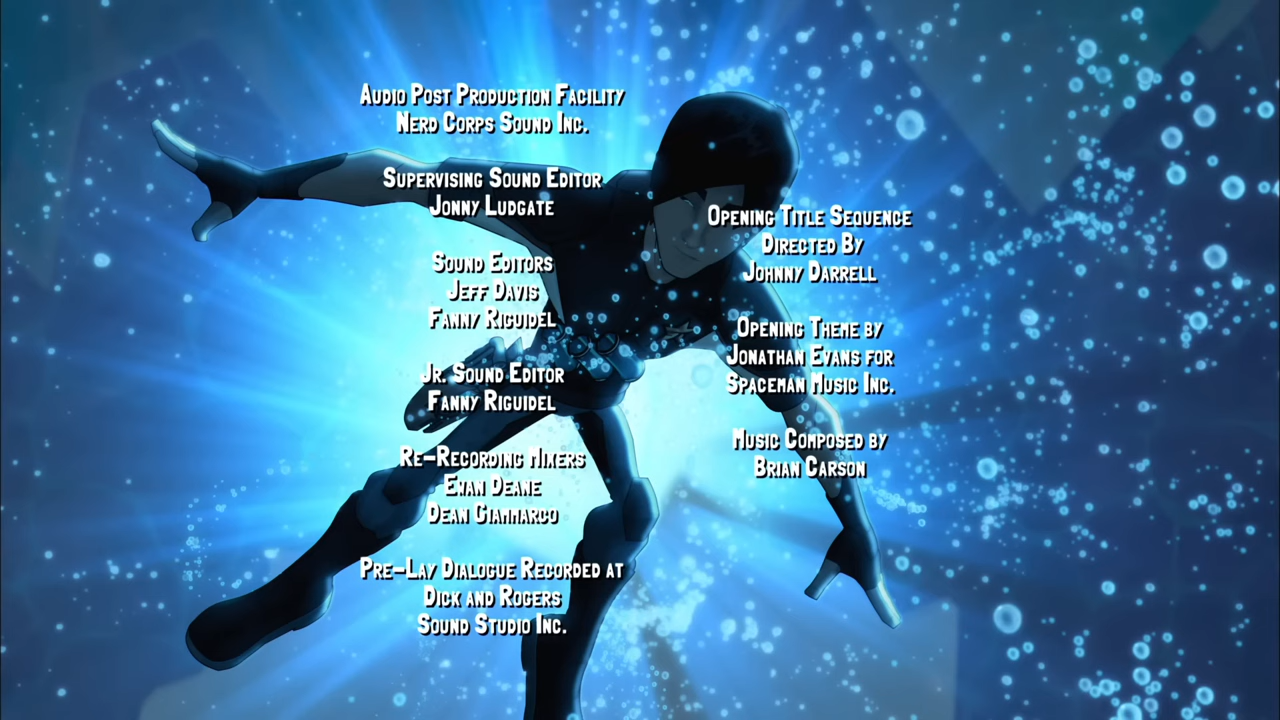 Audio Post Production Facility
Nerd Corps Sound Inc.
Supervising Sound Editor
Jonny Ludgate
Sound Editors
Jeff Davis
Fanny Riguidel
Jr. Sound Editor
Fanny Riguidel
Re-Recording Mixers
Ewan Deane
Dean Giammarco
Pre-Lay Dialogue Recorded at
Dick and Rogers
Sound Studio Inc.
Opening Title Sequence
Directed By
Johnny Darrell
Opening Theme by
Jonathan Evans for
Spaceman Music Inc.
Music Composed by
Brian Carson